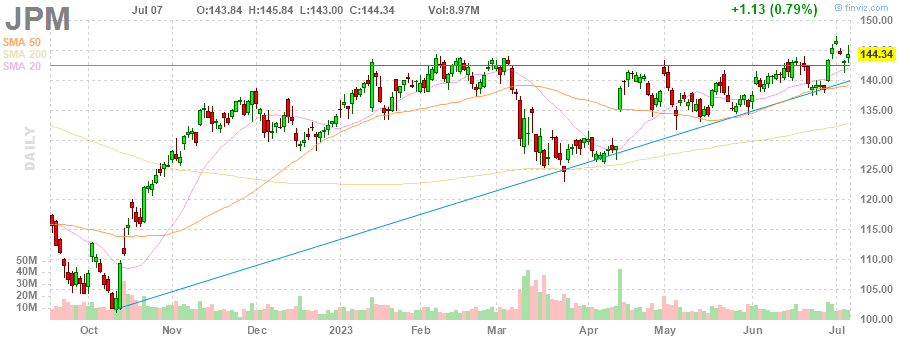 JPM
Jul 07 O:143.84 H:145.84 L:143.00 C:144.34 Vol:8.97M +1.13 (0.79%)
© finviz.com
SMA 50
SMA 200
SMA 20
DAILY
150.00
144.34
140.00
135.00
130.00
125.00
120.00
115.00
110.00
105.00
100.00
50M
40M
30M
20M
10M
Oct Nov Dec 2023 Feb Mar Apr May Jun Jul